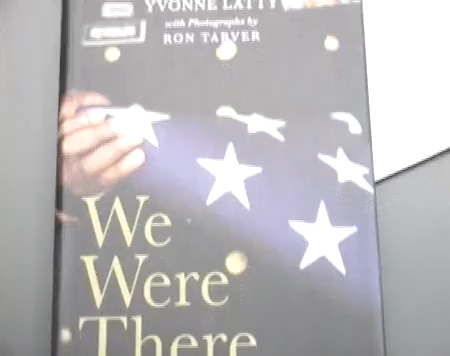 YVONNE LATTY
with Photographs by
RON TARVER
We
Were
There